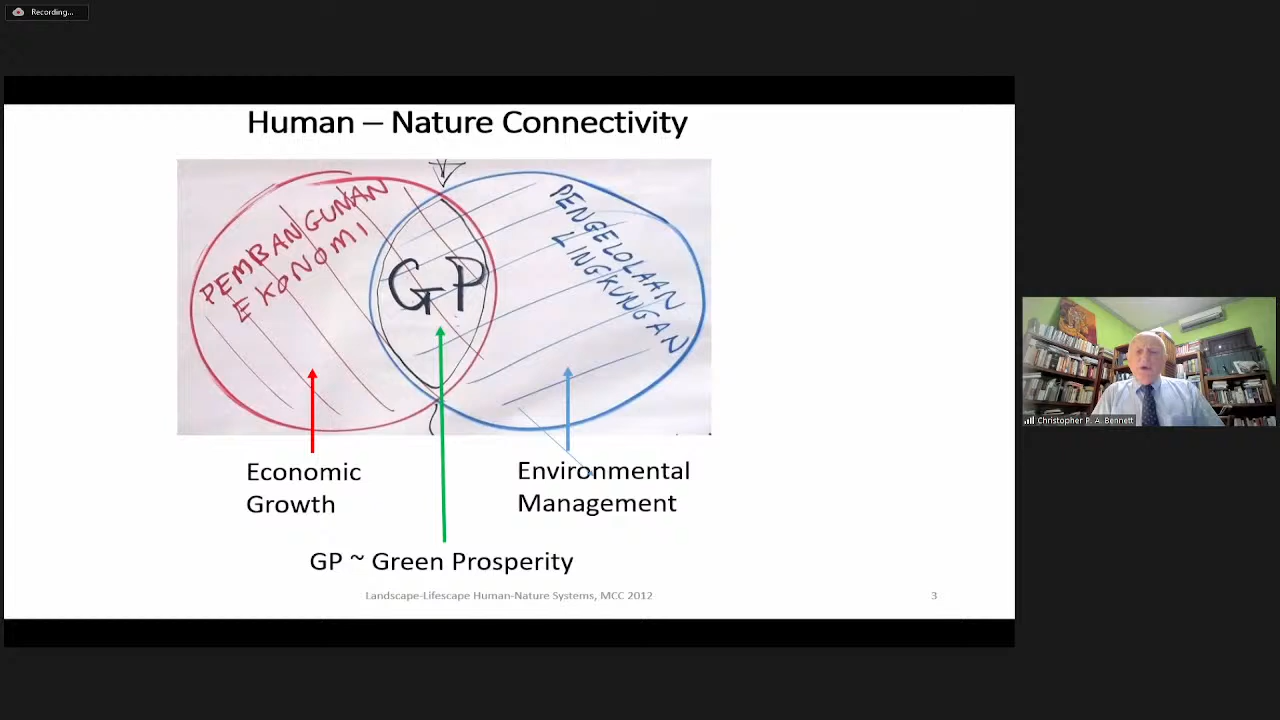 Recording...
Human – Nature Connectivity
PEMBANGUNAN
EKONOMI
GP
PENGELOLAAN
LINGKUNGAN
Economic
Growth
Environmental
Management
GP ~ Green Prosperity
Landscape-Lifescape Human-Nature Systems, MCC 2012
3
Christopher P. A. Bennett